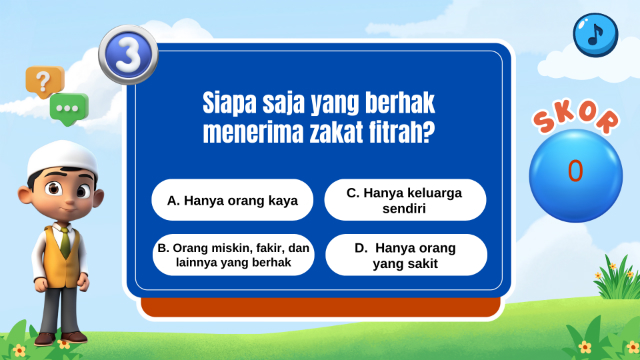 3
Siapa saja yang berhak
menerima zakat fitrah?
A. Hanya orang kaya
C. Hanya keluarga
sendiri
B. Orang miskin, fakir, dan
lainnya yang berhak
D. Hanya orang
yang sakit
?
SKOR
0